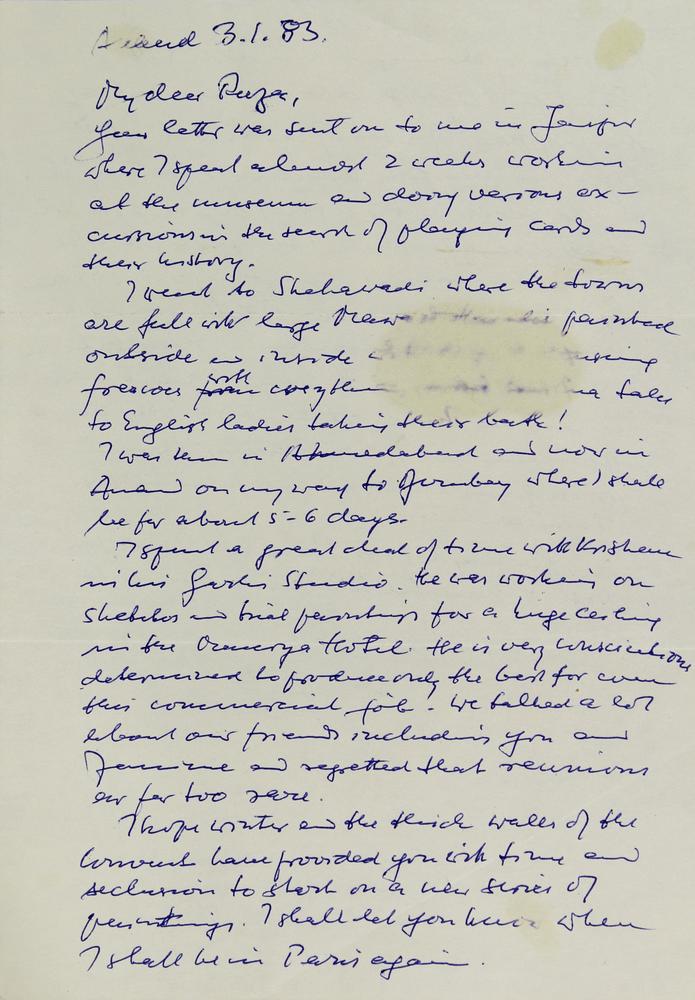 Anand 3.1.83.
My dear Raza,
Your letter was sent on to me in Jaipur
where I spent almost 2 weeks working
at the museum and doing various ex-
cursions in the search of playing cards and
their history.
I went to Shekawadi where the towns
are full with large painted
outside and inside using
frescoes with everything
to English ladies taking their bath!
I was then in Ahmedabad and now in
Anand on my way to Bombay where I shall
be for about 5-6 days.
I spent a great deal of time with Krishen
in his Garhi Studio. He was working on
sketches and trial paintings for a huge ceiling
in the Maurya Hotel. He is very conscientious
determined to produce only the best for even
this commercial job. We talked a lot
about our friends including you and
Janine and regretted that reunions
are far too rare.
I hope winter and the thick walls of the
Convent have provided you with time and
seclusion to start on a new series of
paintings. I shall let you know when
I shall be in Paris again.